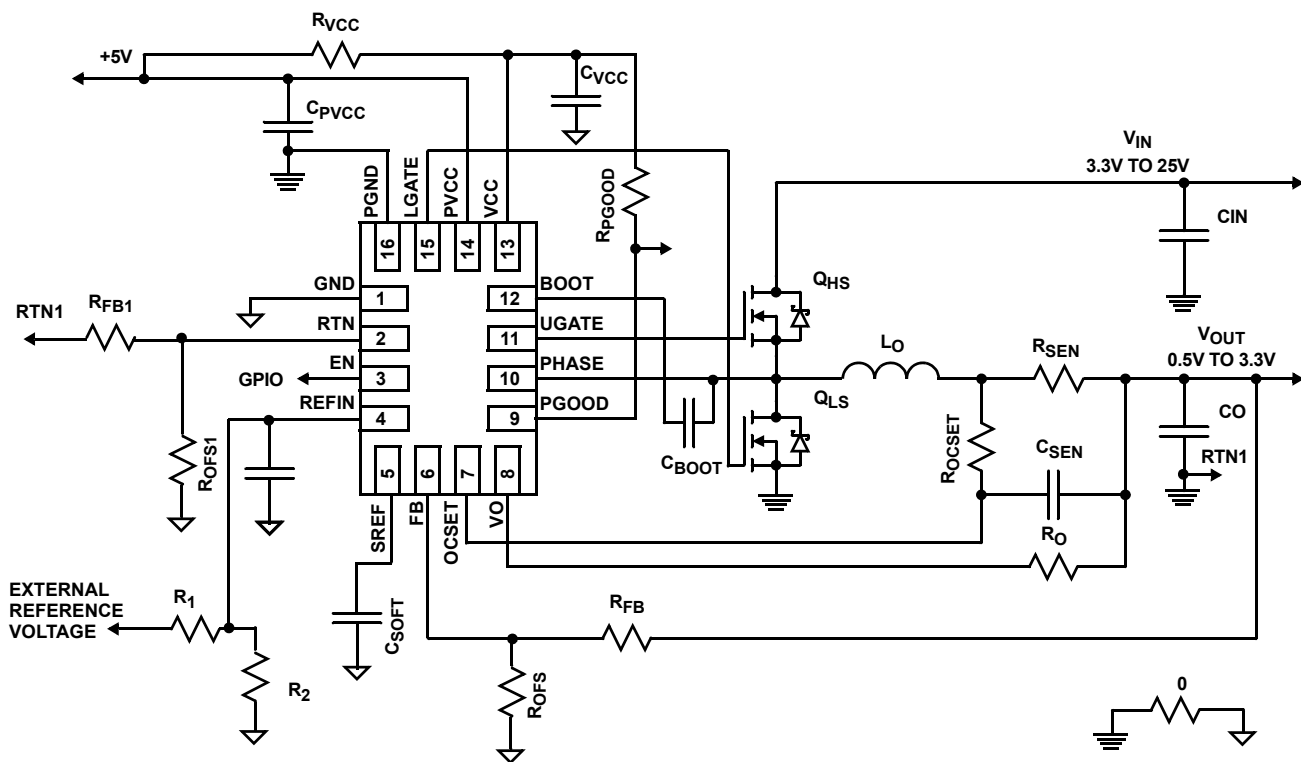 RVCC
+5V
CVCC
CPVCC
VIN
3.3V TO 25V
PGND
LGATE
PVCC
VCC
RPGOOD
CIN
16
15
14
13
GND
1
12
BOOT
QHS
RTN1
RFB1
RTN
2
11
UGATE
VOUT
0.5V TO 3.3V
LO
RSEN
EN
3
10
PHASE
GPIO
QLS
REFIN
4
9
PGOOD
CO
ROFS1
CBOOT
ROCSET
CSEN
RTN1
5
6
7
8
SREF
FB
OCSET
VO
RO
EXTERNAL
REFERENCE
VOLTAGE
R1
CSOFT
RFB
R2
ROFS
0